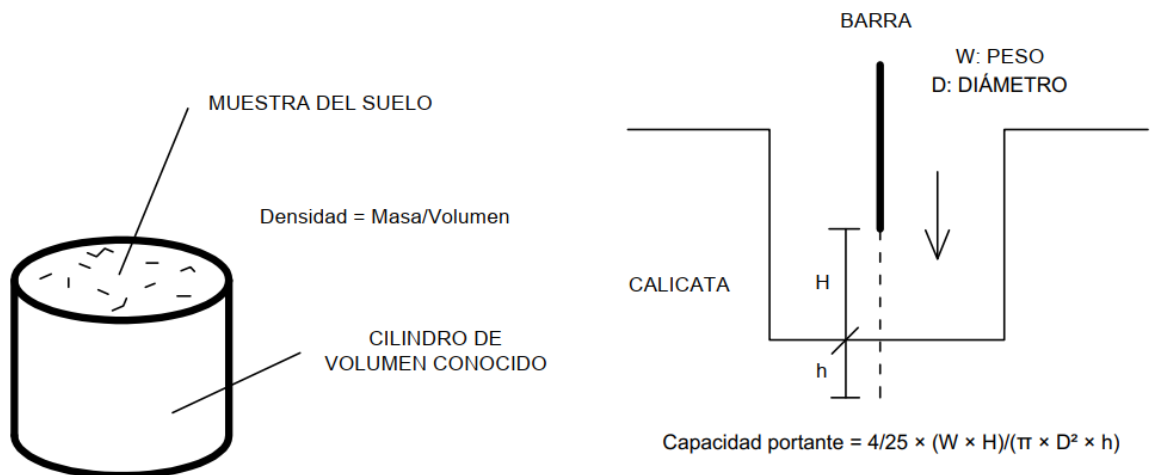 MUESTRA DEL SUELO
Densidad = Masa/Volumen
CILINDRO DE
VOLUMEN CONOCIDO
BARRA
W: PESO
D: DIÁMETRO
CALICATA
H
h
Capacidad portante = 4/25 × (W × H)/(π × D² × h)